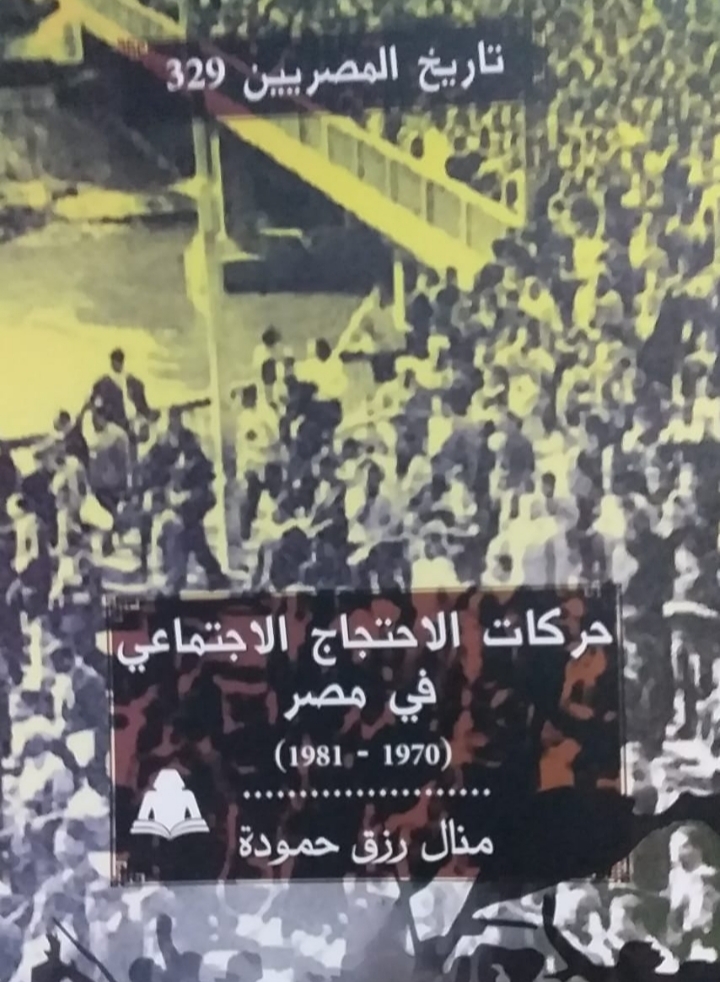 تاريخ المصريين 329
حركات الاحتجاج الاجتماعي
في مصر
(1970 - 1981)
منال رزق حمودة